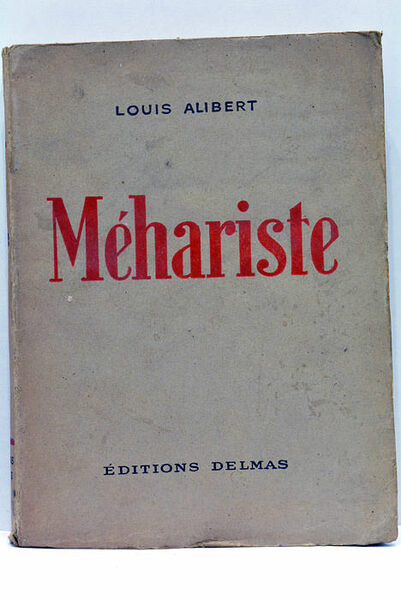 LOUIS ALIBERT
Méhariste
ÉDITIONS DELMAS